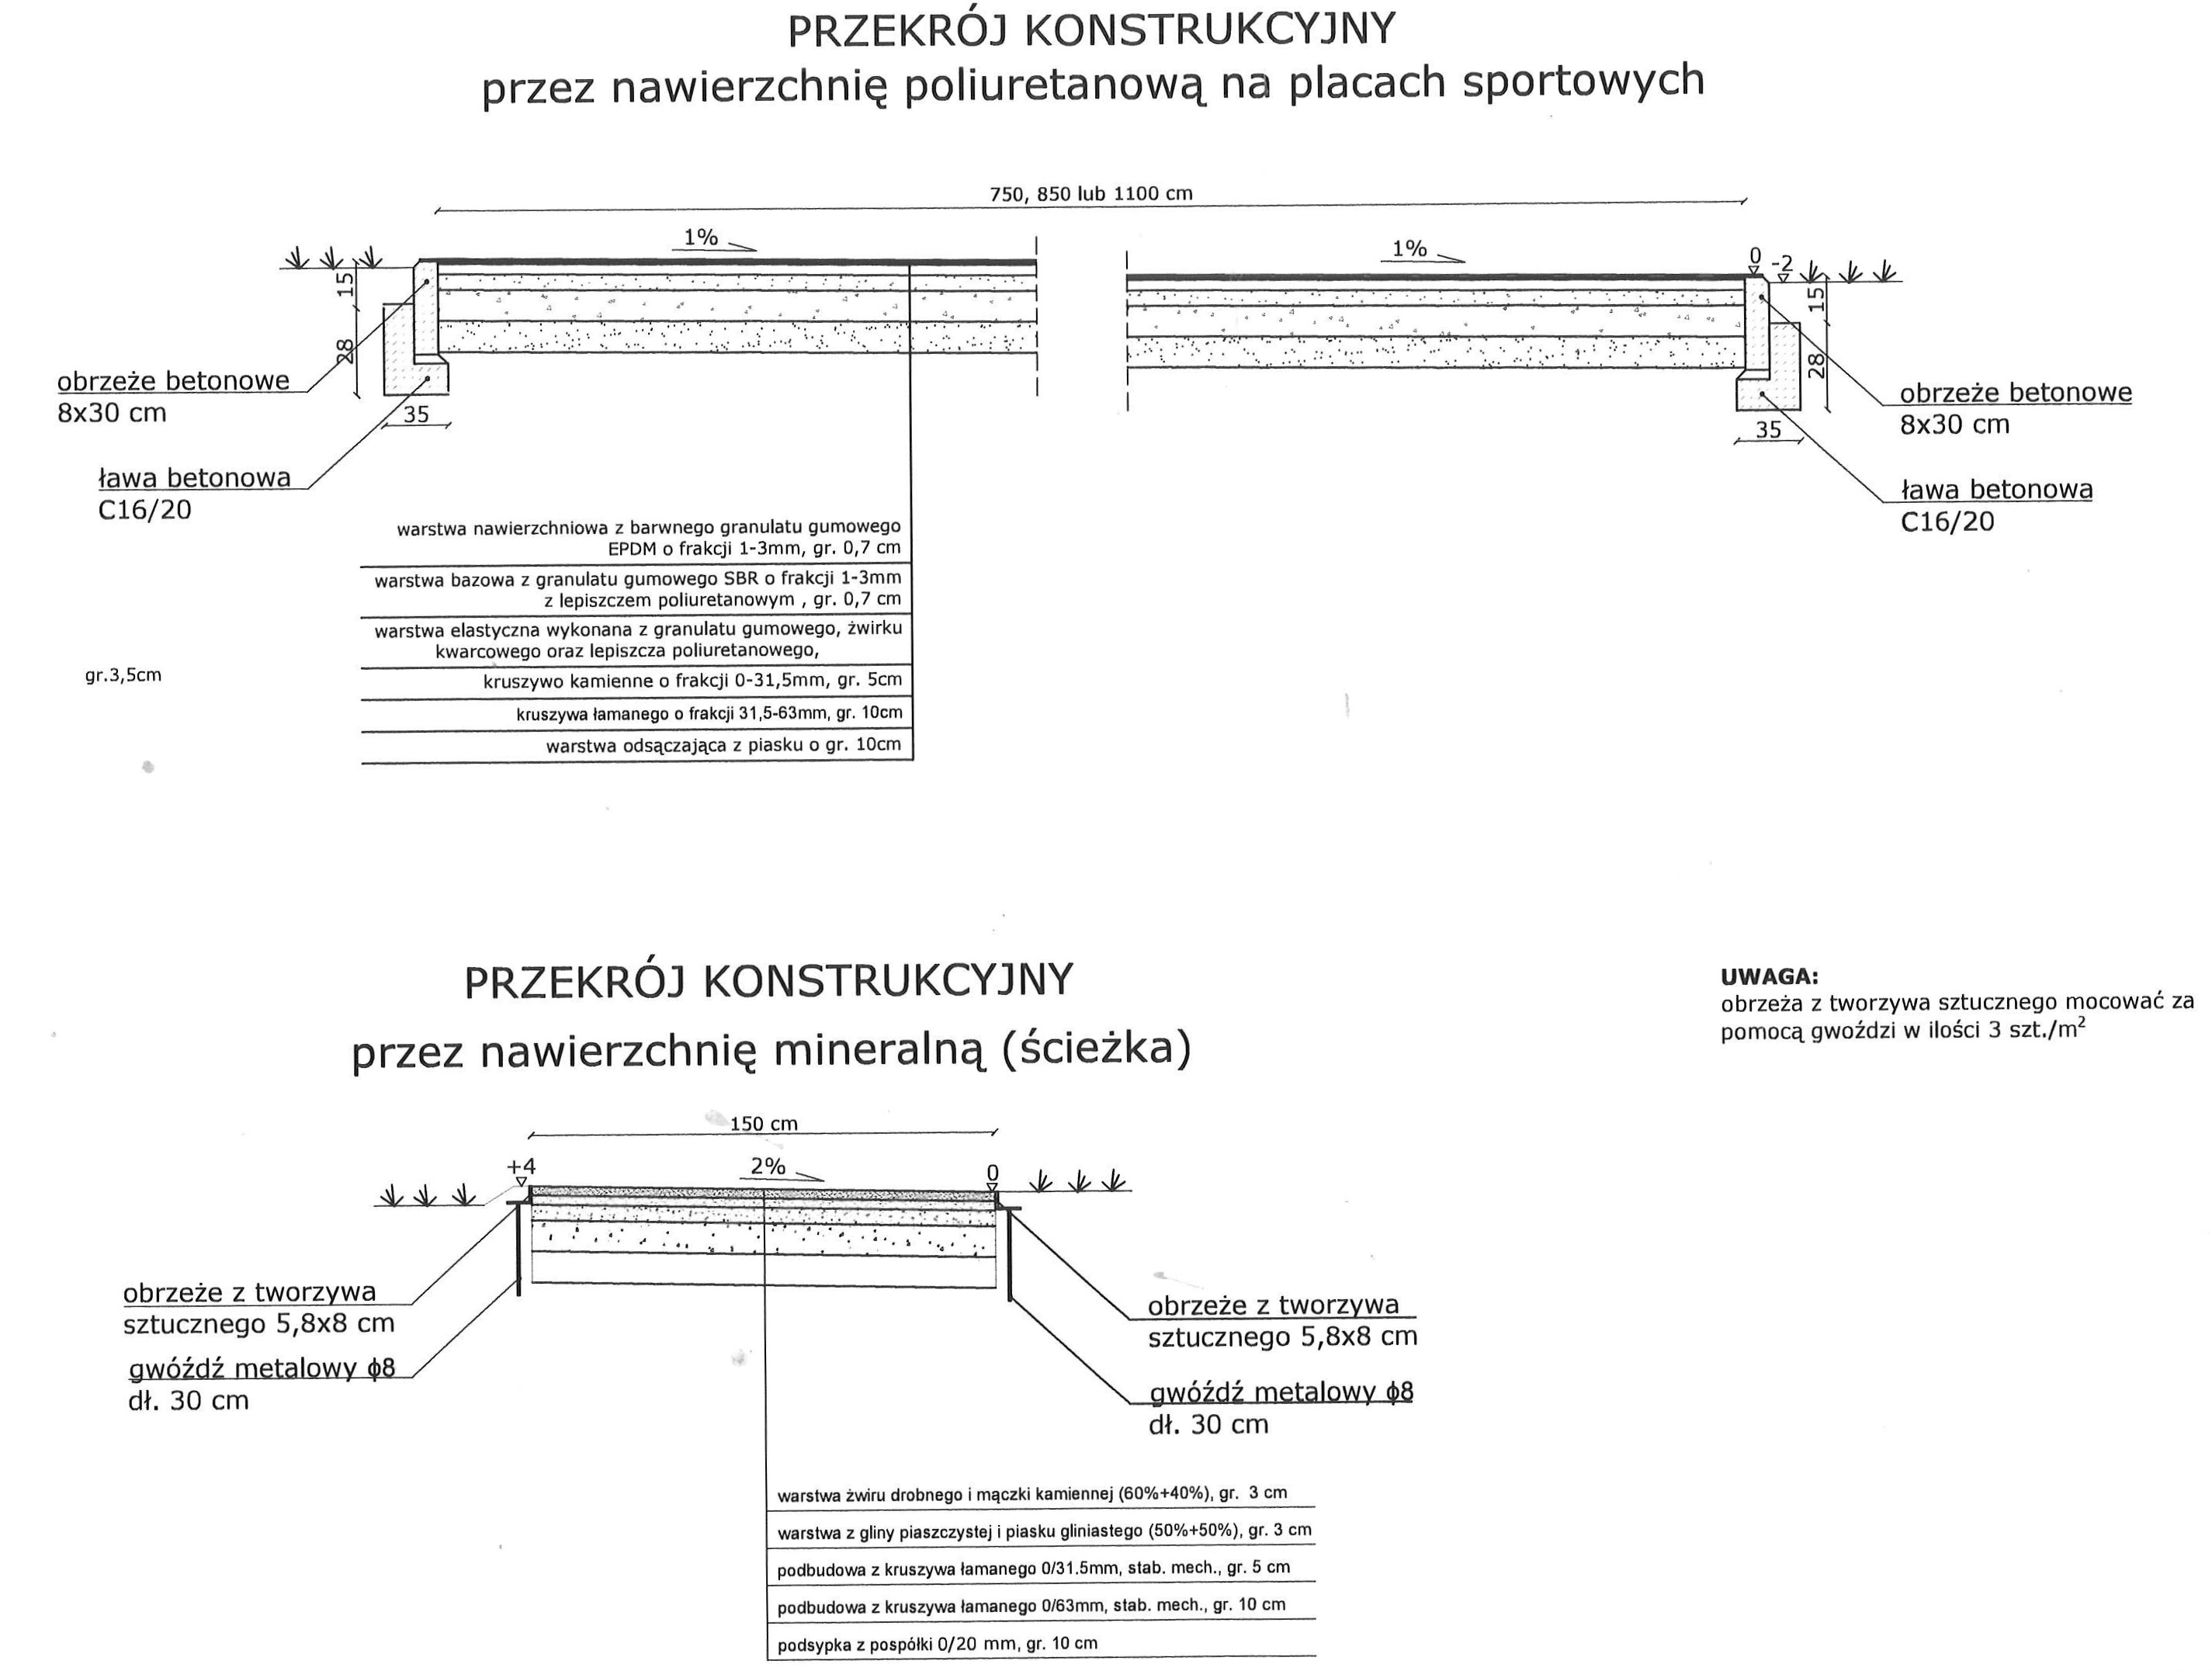 PRZEKRÓJ KONSTRUKCYJNY
przez nawierzchnię poliuretanową na placach sportowych
750, 850 lub 1100 cm
1%
1%
0
-2
15
28
35
15
28
35
obrzeże betonowe
8x30 cm
ława betonowa
C16/20
obrzeże betonowe
8x30 cm
ława betonowa
C16/20
warstwa nawierzchniowa z barwnego granulatu gumowego
EPDM o frakcji 1-3mm, gr. 0,7 cm
warstwa bazowa z granulatu gumowego SBR o frakcji 1-3mm
z lepiszczem poliuretanowym , gr. 0,7 cm
warstwa elastyczna wykonana z granulatu gumowego, żwirku
kwarcowego oraz lepiszcza poliuretanowego,
gr.3,5cm
kruszywo kamienne o frakcji 0-31,5mm, gr. 5cm
kruszywa łamanego o frakcji 31,5-63mm, gr. 10cm
warstwa odsączająca z piasku o gr. 10cm
PRZEKRÓJ KONSTRUKCYJNY
przez nawierzchnię mineralną (ścieżka)
UWAGA:
obrzeża z tworzywa sztucznego mocować za
pomocą gwoździ w ilości 3 szt./m²
150 cm
+4
2%
0
obrzeże z tworzywa
sztucznego 5,8x8 cm
gwóźdź metalowy ϕ8
dł. 30 cm
obrzeże z tworzywa
sztucznego 5,8x8 cm
gwóźdź metalowy ϕ8
dł. 30 cm
warstwa żwiru drobnego i mączki kamiennej (60%+40%), gr. 3 cm
warstwa z gliny piaszczystej i piasku gliniastego (50%+50%), gr. 3 cm
podbudowa z kruszywa łamanego 0/31.5mm, stab. mech., gr. 5 cm
podbudowa z kruszywa łamanego 0/63mm, stab. mech., gr. 10 cm
podsypka z pospółki 0/20 mm, gr. 10 cm